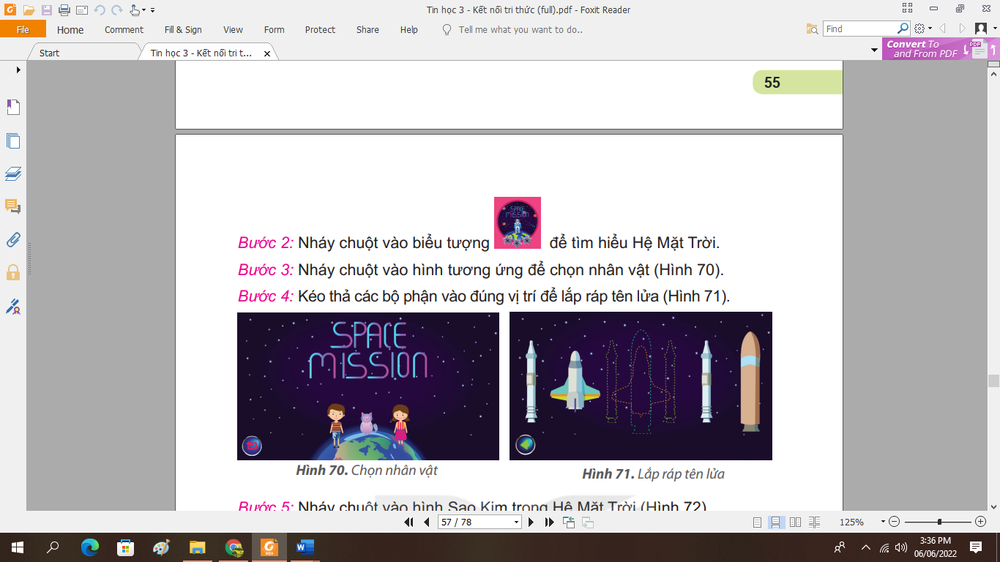 Tin học 3 - Kết nối tri thức (full).pdf - Foxit Reader
File Home Comment Fill & Sign View Form Protect Share Help Tell me what you want to do.. Find
Start Tin học 3 - Kết nối tri t... Convert To and From PDF PDF
55
SPACE MISSION
Bước 2: Nháy chuột vào biểu tượng để tìm hiểu Hệ Mặt Trời.
Bước 3: Nháy chuột vào hình tương ứng để chọn nhân vật (Hình 70).
Bước 4: Kéo thả các bộ phận vào đúng vị trí để lắp ráp tên lửa (Hình 71).
SPACE
MISSION
Hình 70. Chọn nhân vật
Hình 71. Lắp ráp tên lửa
Bước 5: Nháy chuột vào hình Sao Kim trong Hệ Mặt Trời (Hình 72)
57 / 78 125%
3:36 PM
06/06/2022